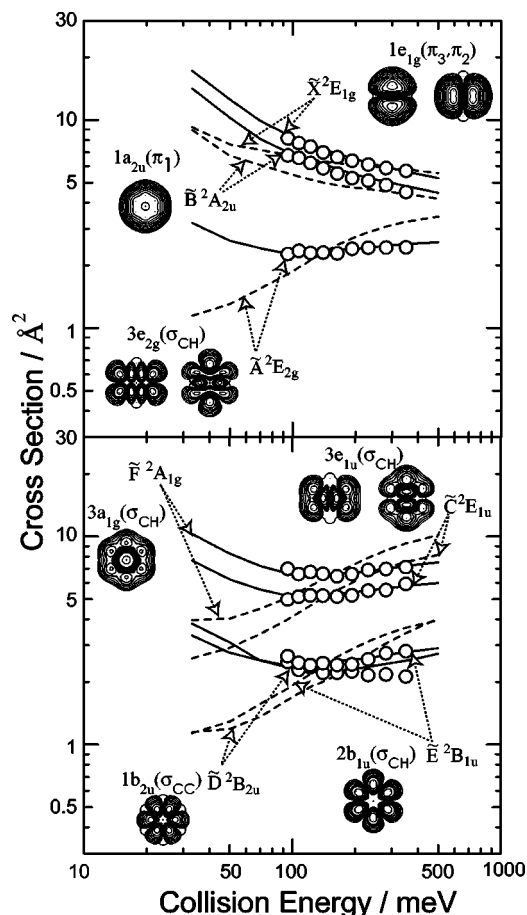 30
1e1g(π3,π2)
X̃ ²E1g
10
1a2u(π1)
5
B̃ ²A2u
1
3e2g(σCH)
Ã ²E2g
0.5
Cross Section / Å²
30
F̃ ²A1g
3e1u(σCH)
C̃ ²E1u
3a1g(σCH)
10
5
1
1b2u(σCC)
D̃ ²B2u
2b1u(σCH)
Ẽ ²B1u
0.5
10
50
100
500
1000
Collision Energy / meV